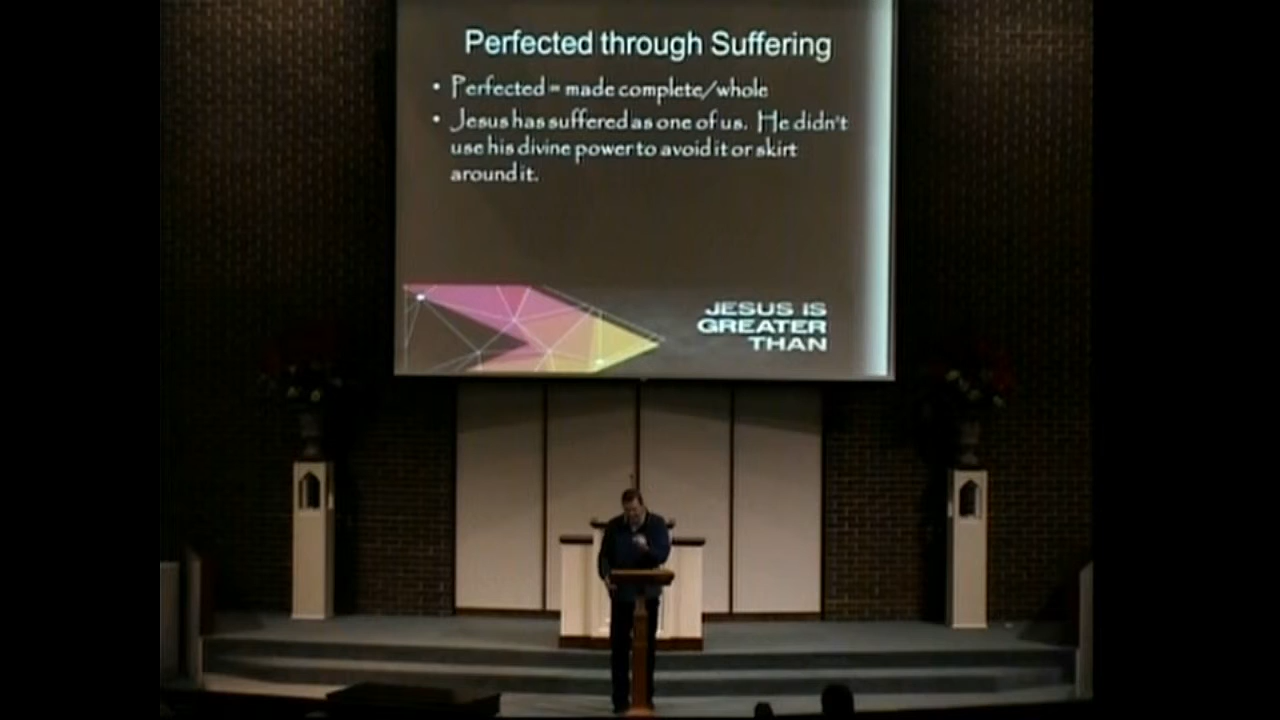 Perfected through Suffering
• Perfected = made complete/whole
• Jesus has suffered as one of us. He didn't
use his divine power to avoid it or skirt
around it.
JESUS IS
GREATER
THAN